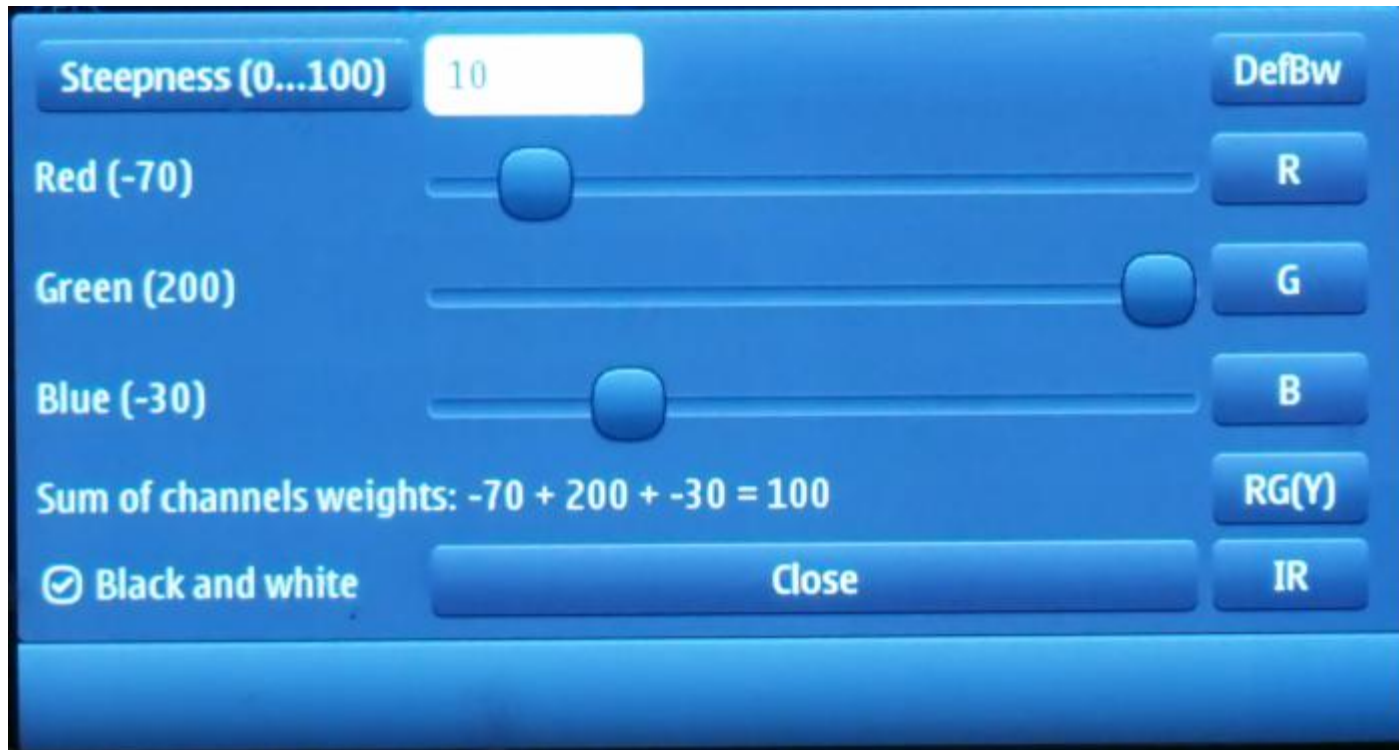 Steepness (0...100) 10 DefBw
Red (-70) R
Green (200) G
Blue (-30) B
Sum of channels weights: -70 + 200 + -30 = 100 RG(Y)
Black and white Close IR